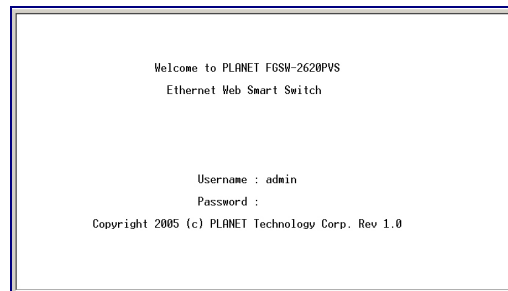 Welcome to PLANET FGSW-2620PVS
Ethernet Web Smart Switch
Username : admin
Password :
Copyright 2005 (c) PLANET Technology Corp. Rev 1.0